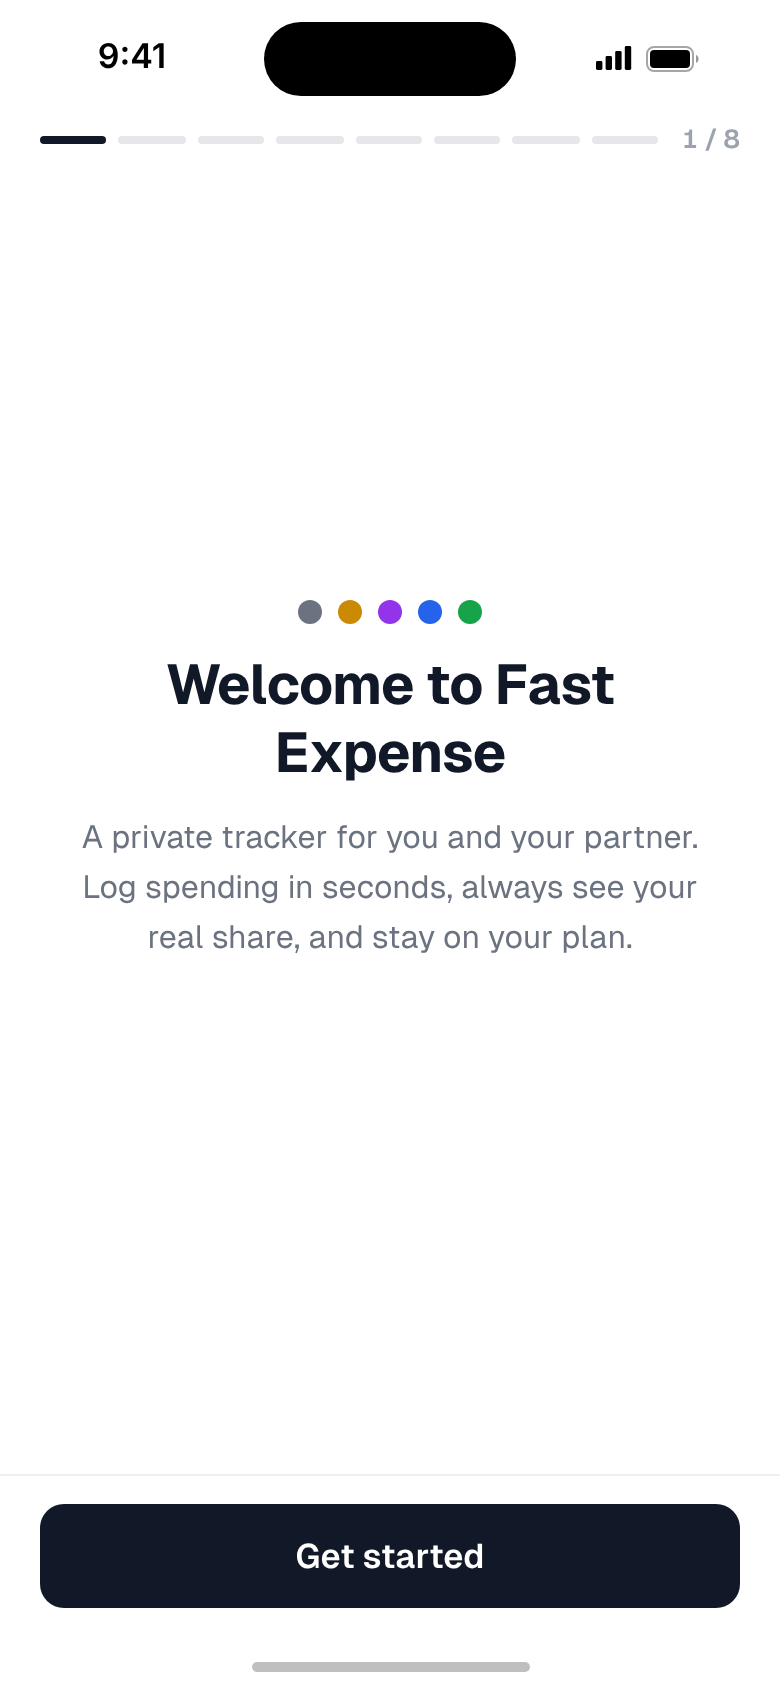 9:41
1 / 8
Welcome to Fast
Expense
A private tracker for you and your partner.
Log spending in seconds, always see your
real share, and stay on your plan.
Get started